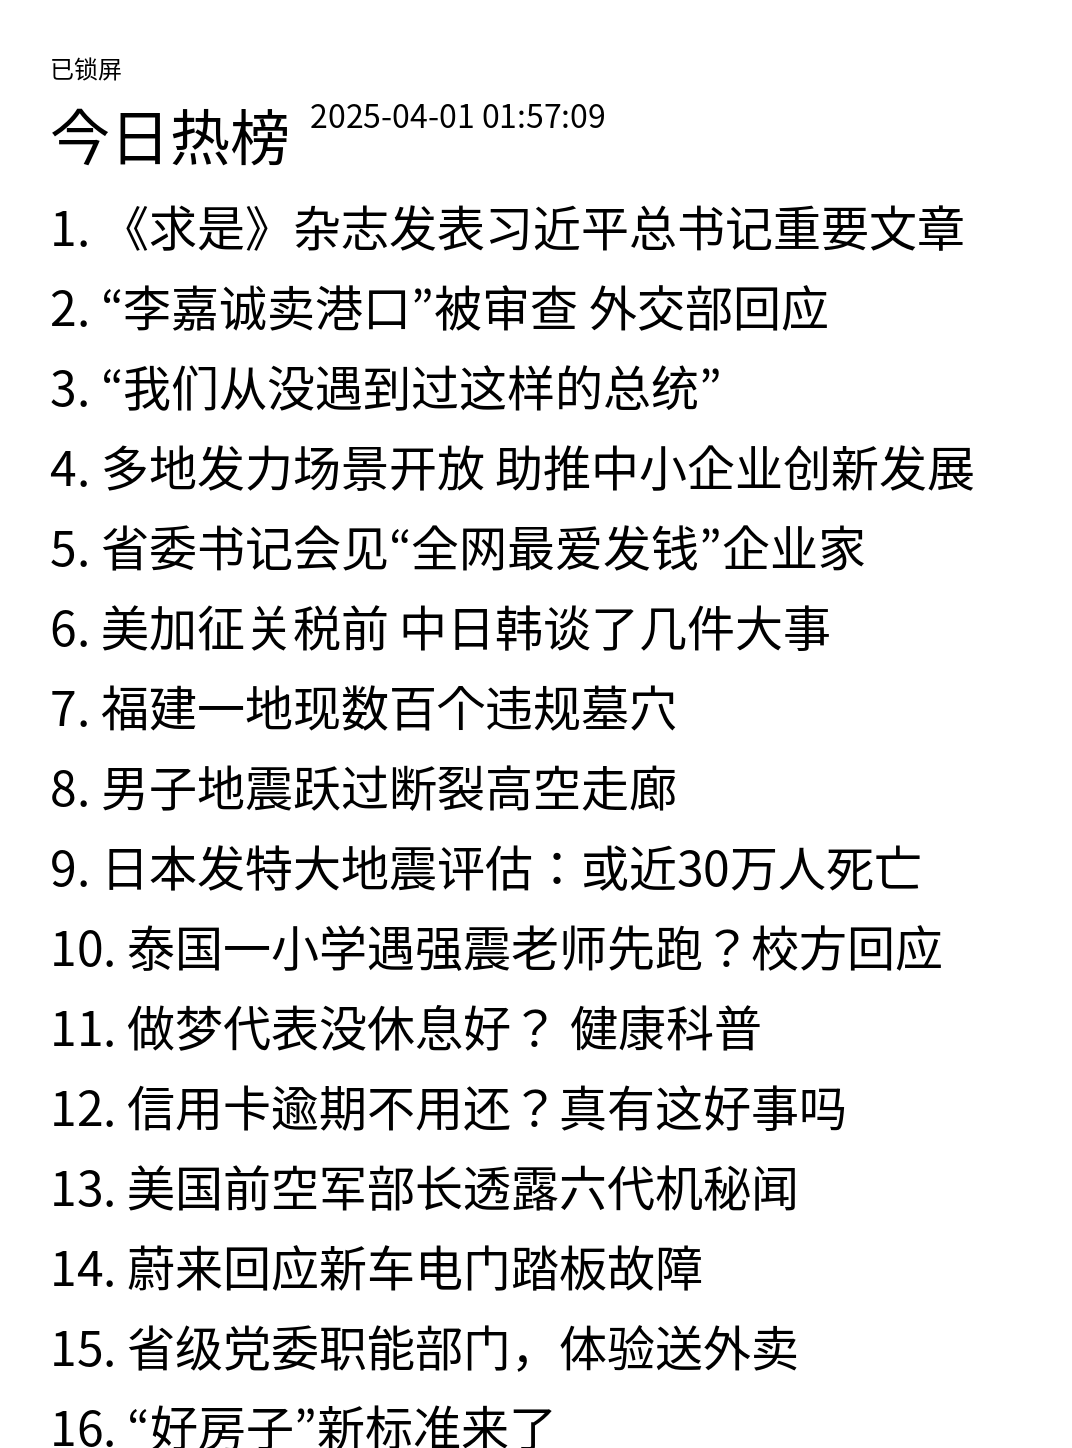 已锁屏
今日热榜 2025-04-01 01:57:09
1. 《求是》杂志发表习近平总书记重要文章
2. “李嘉诚卖港口”被审查 外交部回应
3. “我们从没遇到过这样的总统”
4. 多地发力场景开放 助推中小企业创新发展
5. 省委书记会见“全网最爱发钱”企业家
6. 美加征关税前 中日韩谈了几件大事
7. 福建一地现数百个违规墓穴
8. 男子地震跃过断裂高空走廊
9. 日本发特大地震评估：或近30万人死亡
10. 泰国一小学遇强震老师先跑？校方回应
11. 做梦代表没休息好？ 健康科普
12. 信用卡逾期不用还？真有这好事吗
13. 美国前空军部长透露六代机秘闻
14. 蔚来回应新车电门踏板故障
15. 省级党委职能部门，体验送外卖
16. “好房子”新标准来了